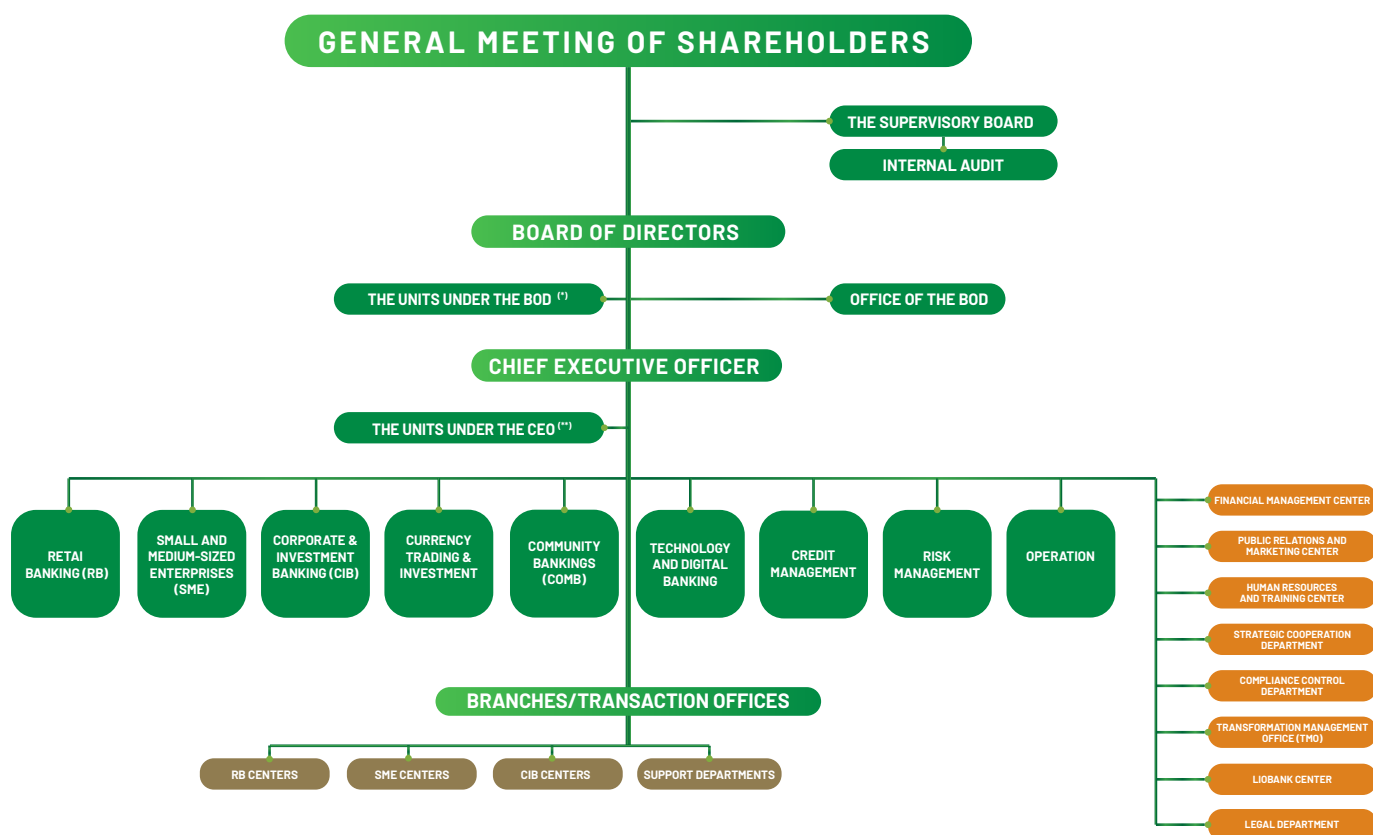 GENERAL MEETING OF SHAREHOLDERS
THE SUPERVISORY BOARD
INTERNAL AUDIT
BOARD OF DIRECTORS
THE UNITS UNDER THE BOD (*)
OFFICE OF THE BOD
CHIEF EXECUTIVE OFFICER
THE UNITS UNDER THE CEO (**)
RETAI
BANKING (RB)
SMALL AND
MEDIUM-SIZED
ENTERPRISES
(SME)
CORPORATE &
INVESTMENT
BANKING (CIB)
CURRENCY
TRADING &
INVESTMENT
COMMUNITY
BANKINGS
(COMB)
TECHNOLOGY
AND DIGITAL
BANKING
CREDIT
MANAGEMENT
RISK
MANAGEMENT
OPERATION
FINANCIAL MANAGEMENT CENTER
PUBLIC RELATIONS AND
MARKETING CENTER
HUMAN RESOURCES
AND TRAINING CENTER
STRATEGIC COOPERATION
DEPARTMENT
COMPLIANCE CONTROL
DEPARTMENT
TRANSFORMATION MANAGEMENT
OFFICE (TMO)
LIOBANK CENTER
LEGAL DEPARTMENT
BRANCHES/TRANSACTION OFFICES
RB CENTERS
SME CENTERS
CIB CENTERS
SUPPORT DEPARTMENTS